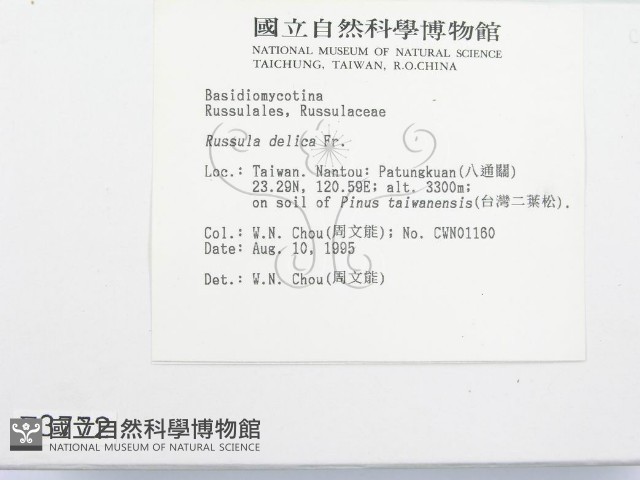 國立自然科學博物館
NATIONAL MUSEUM OF NATURAL SCIENCE
TAICHUNG, TAIWAN, R.O.CHINA
Basidiomycotina
Russulales, Russulaceae
Russula delica Fr.
Loc.: Taiwan. Nantou: Patungkuan(八通關)
23.29N, 120.59E; alt. 3300m;
on soil of Pinus taiwanensis(台灣二葉松).
Col.: W.N. Chou(周文能); No. CWN01160
Date: Aug. 10, 1995
Det.: W.N. Chou(周文能)
國立自然科學博物館
NATIONAL MUSEUM OF NATURAL SCIENCE